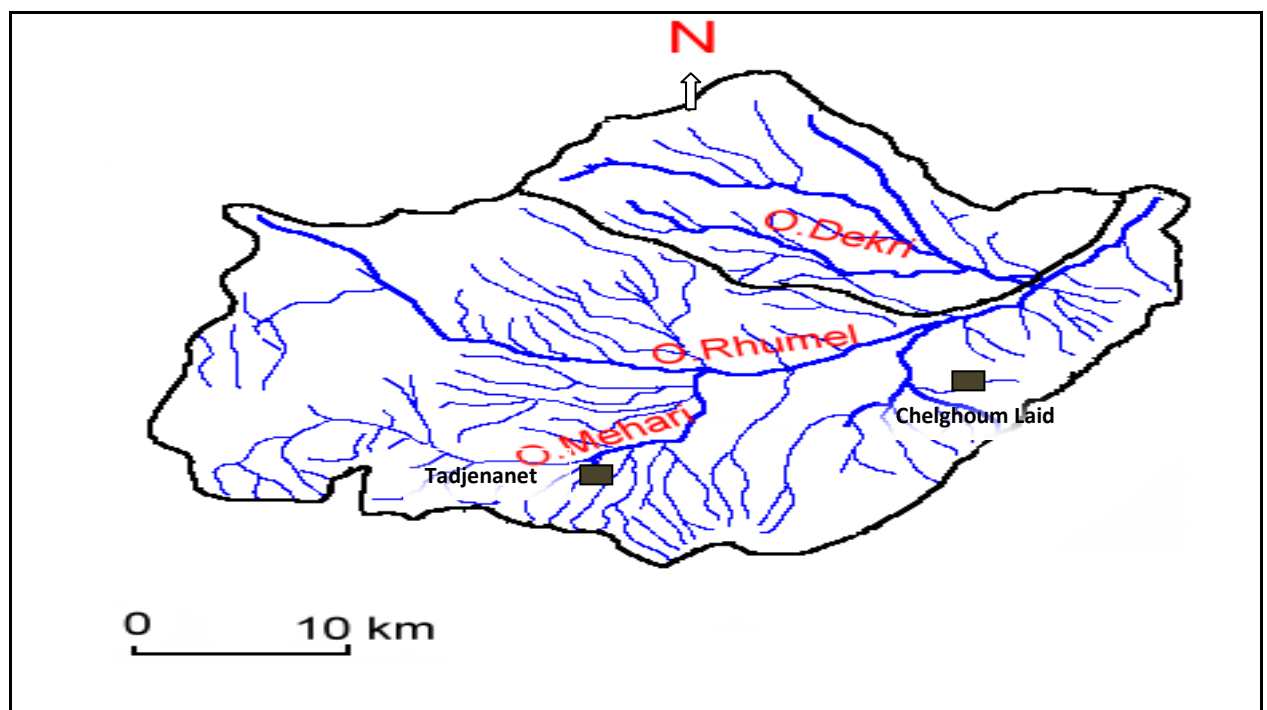 N
O.Dekri
O.Rhumel
Chelghoum Laid
O.Mehari
Tadjenanet
0 10 km